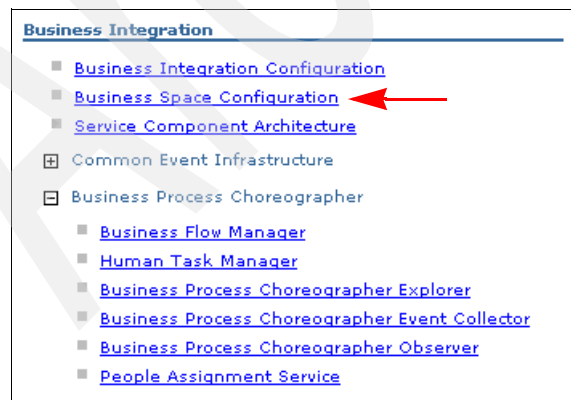 Business Integration
Business Integration Configuration
Business Space Configuration
Service Component Architecture
Common Event Infrastructure
Business Process Choreographer
Business Flow Manager
Human Task Manager
Business Process Choreographer Explorer
Business Process Choreographer Event Collector
Business Process Choreographer Observer
People Assignment Service